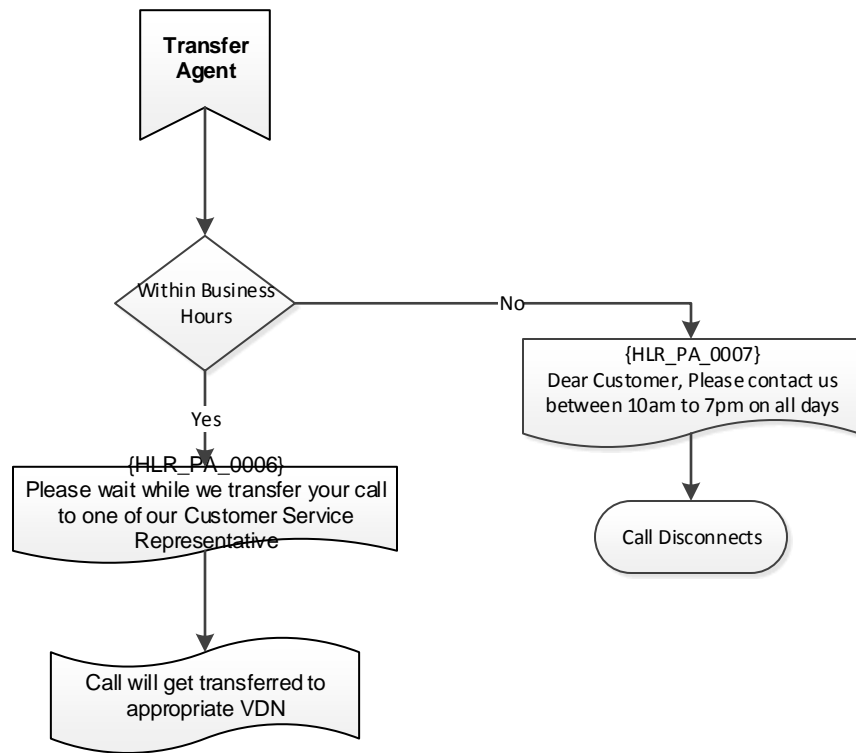 Transfer
Agent
Within Business
Hours
No
Yes
{HLR_PA_0007}
Dear Customer, Please contact us
between 10am to 7pm on all days
{HLR_PA_0006}
Please wait while we transfer your call
to one of our Customer Service
Representative
Call Disconnects
Call will get transferred to
appropriate VDN